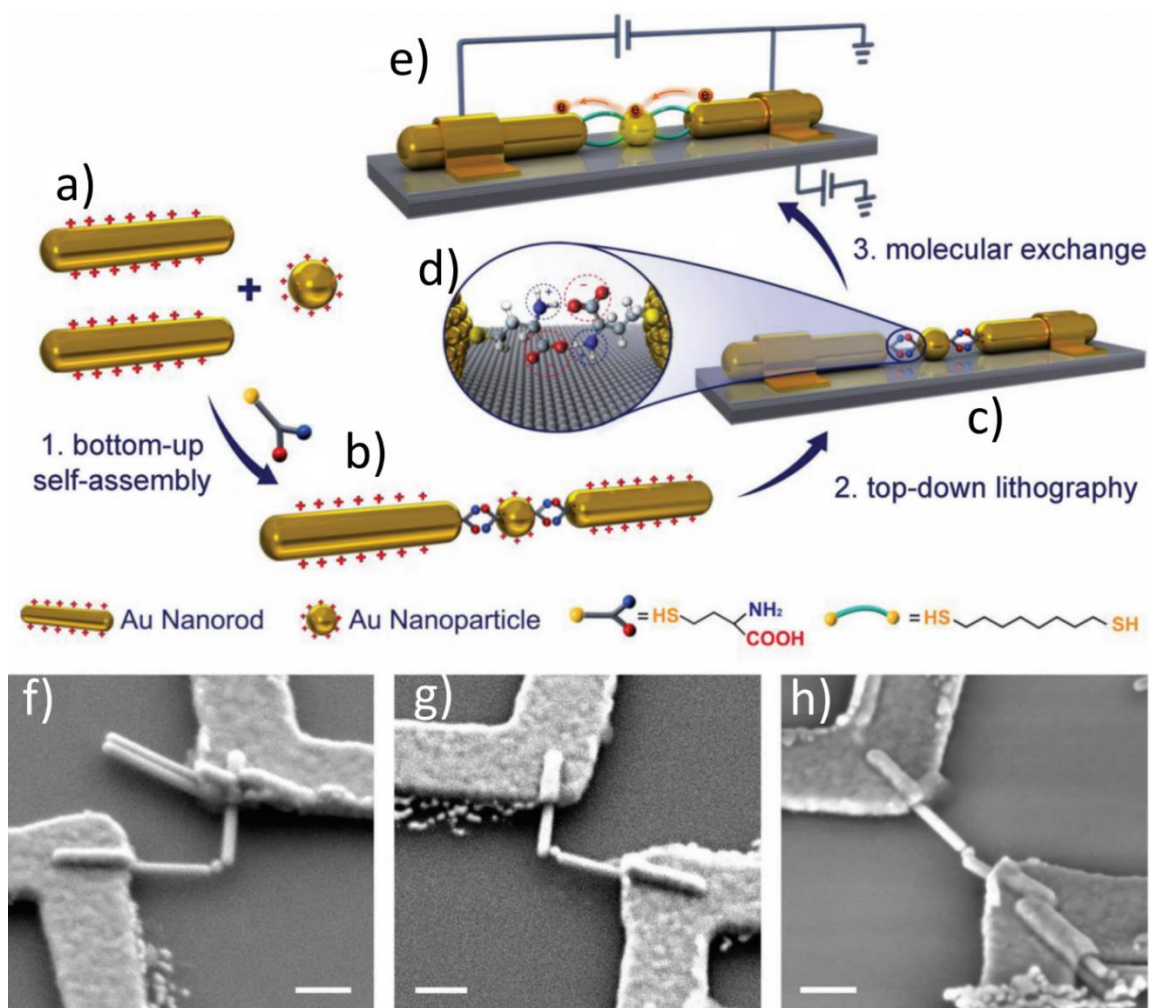 e)
a)
d)
3. molecular exchange
c)
1. bottom-up
self-assembly
b)
2. top-down lithography
Au Nanorod
Au Nanoparticle
=HS
NH₂
COOH
=HS
SH
f)
g)
h)